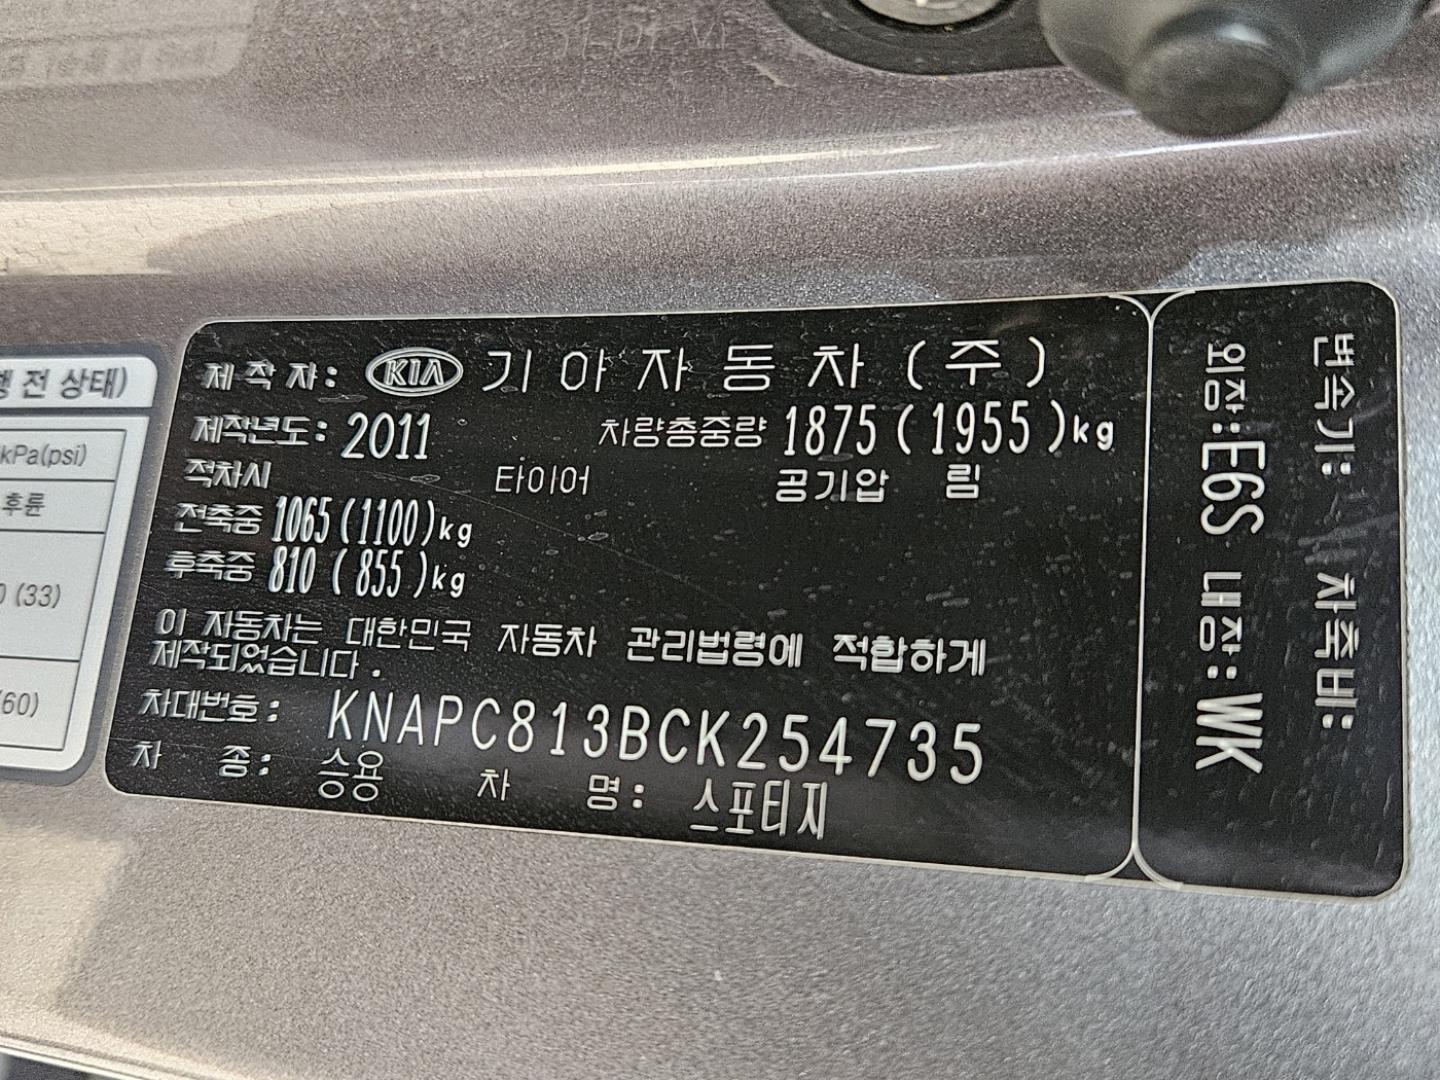 행 전 상태)
kPa(psi)
후륜
0 (33)
(60)
제 작 자: KIA 기아자동차(주)
제작년도: 2011 차량총중량 1875(1955)kg
적차시 타이어 공기압 림
전축중 1065(1100)kg
후축중 810 (855)kg
이 자동차는 대한민국 자동차 관리법령에 적합하게
제작되었습니다.
차대번호: KNAPC813BCK254735
차 종: 승용 차 명: 스포티지
변속기: 차축비:
외장:E6S 내장:WK